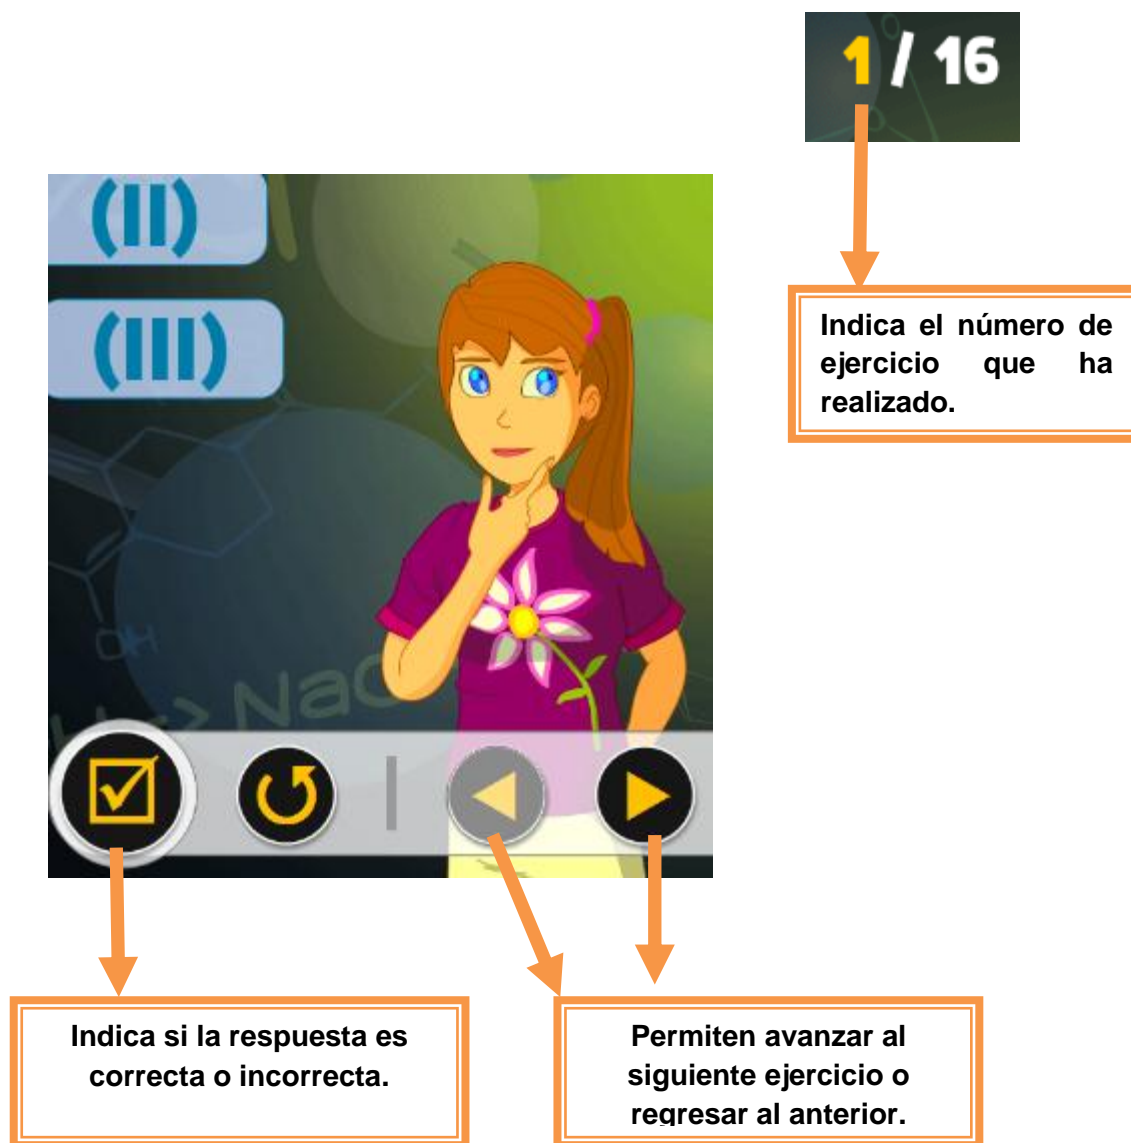 1 / 16
(II)
(III)
Indica el número de
ejercicio que ha
realizado.
OH
Indica si la respuesta es
correcta o incorrecta.
Permiten avanzar al
siguiente ejercicio o
regresar al anterior.